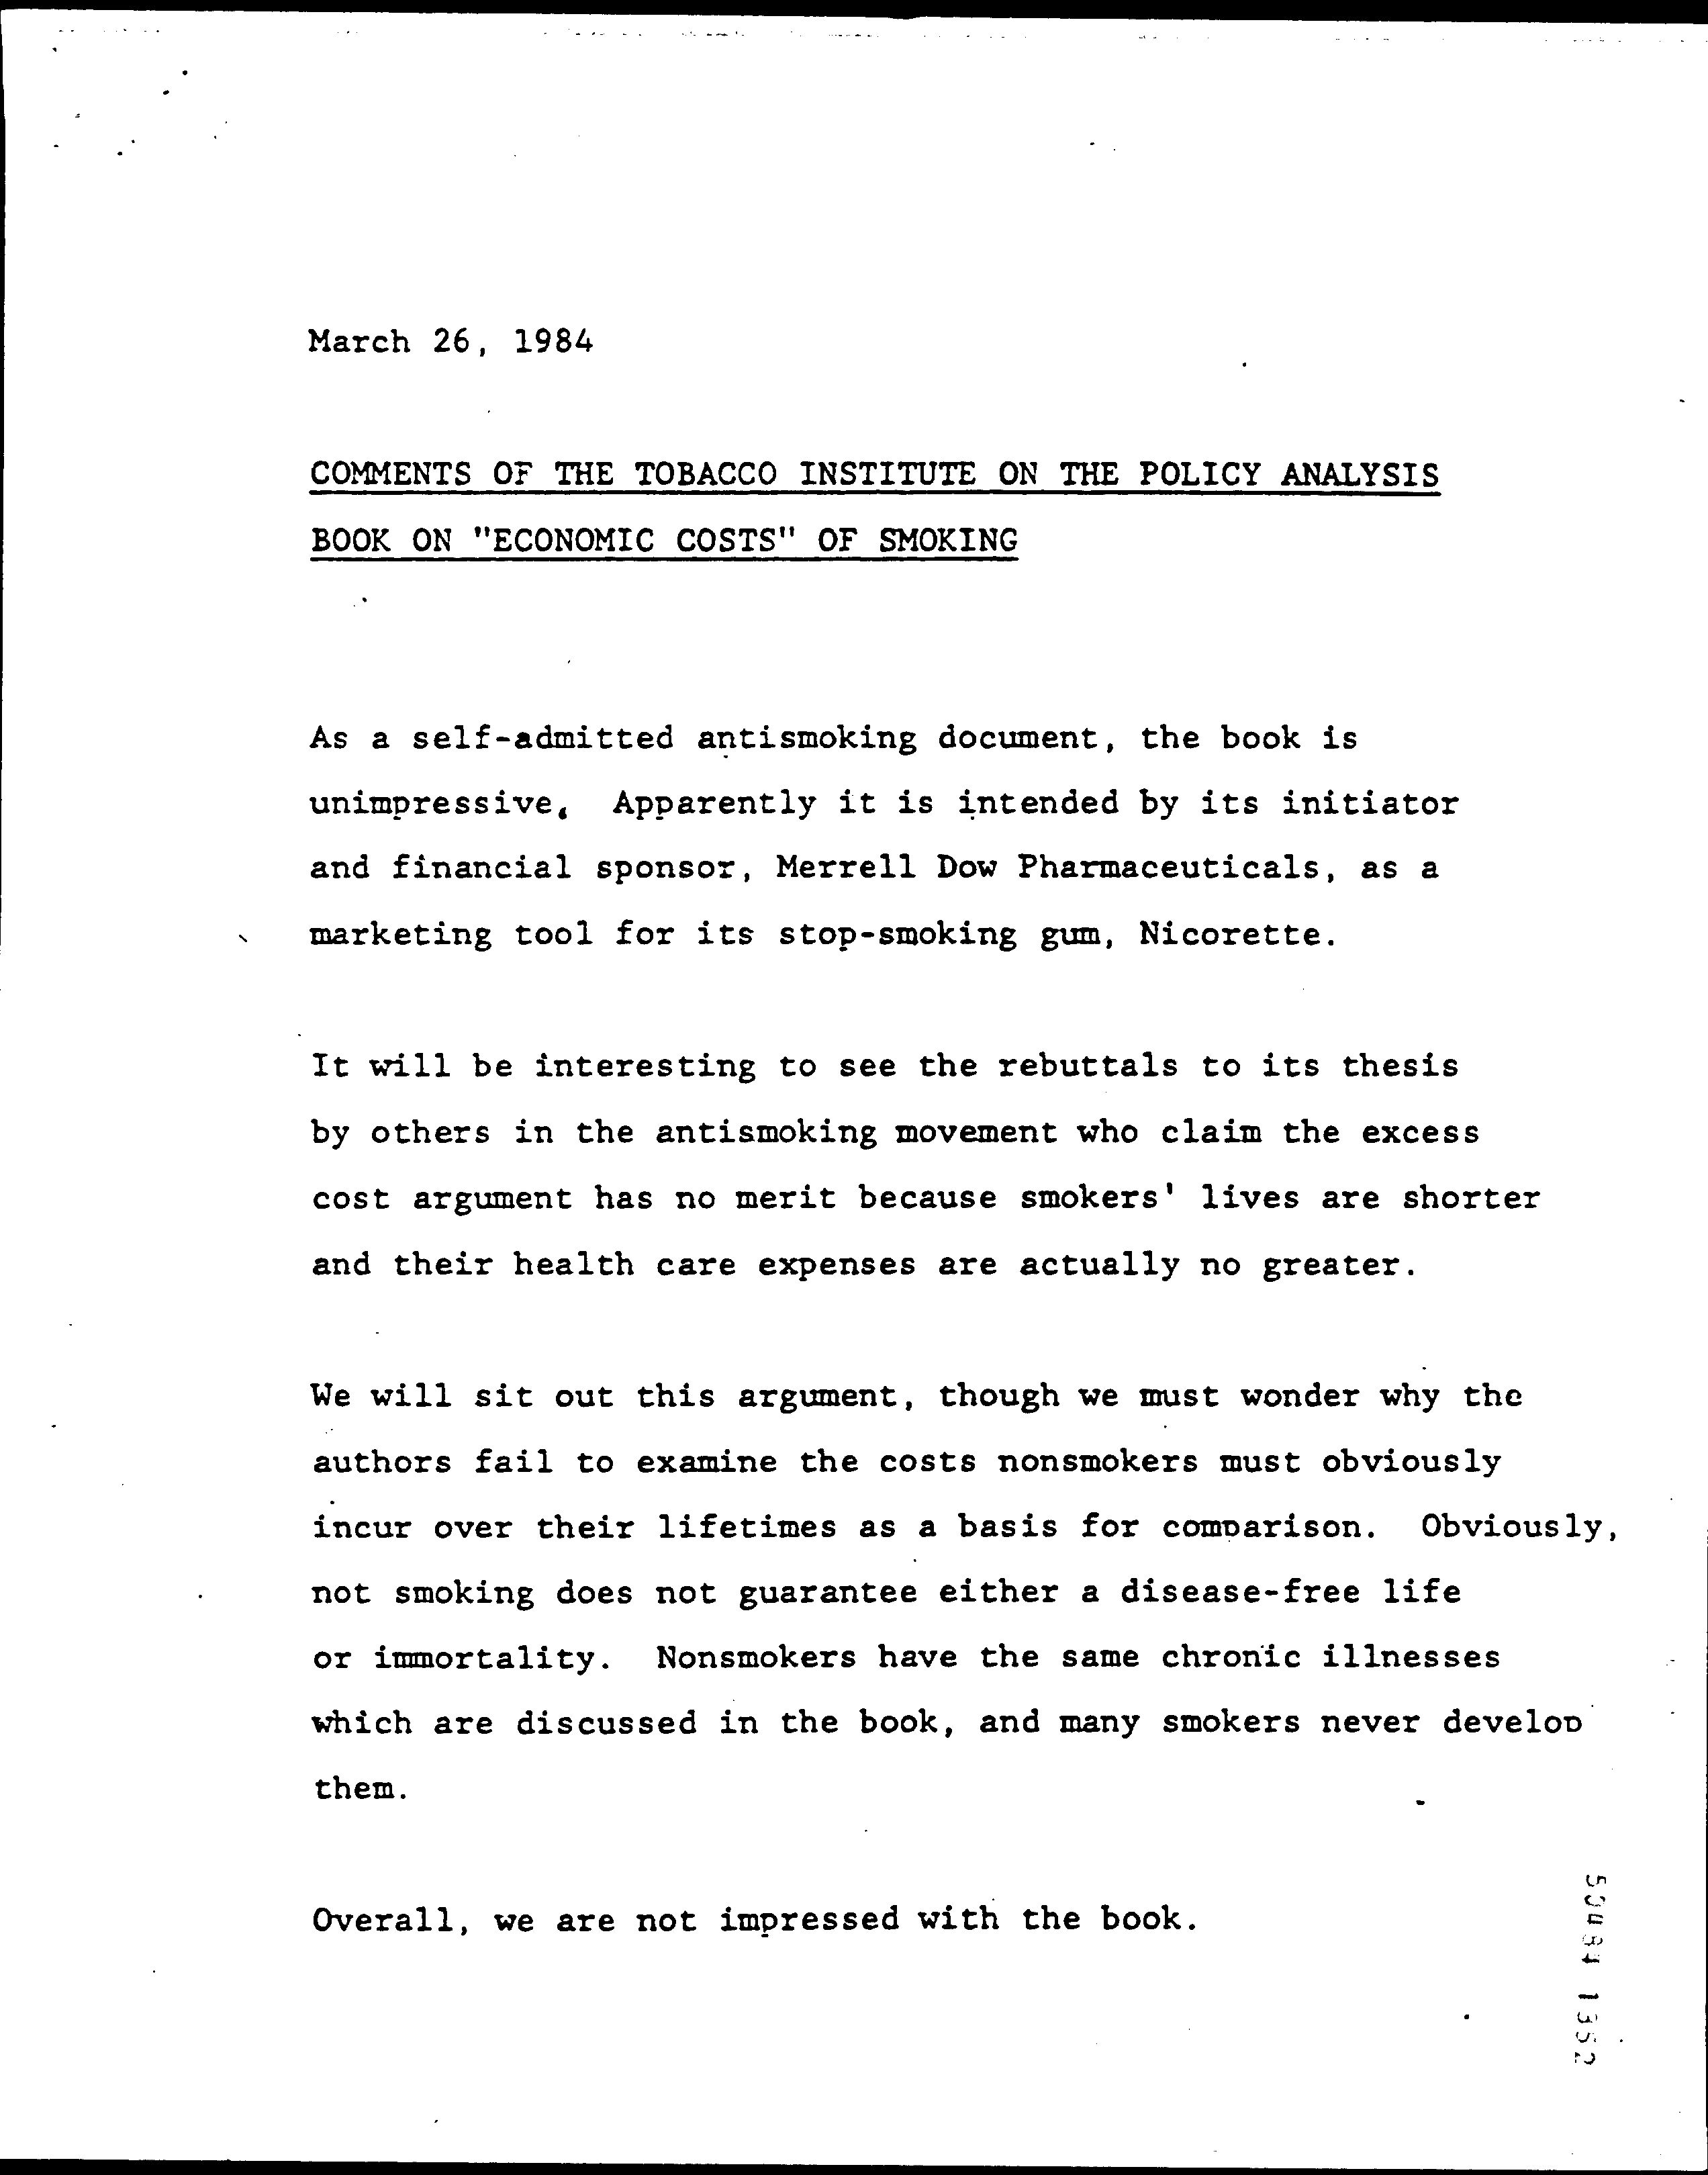 March 26, 1984
COMMENTS OF THE TOBACCO INSTITUTE ON THE POLICY ANALYSIS
BOOK ON "ECONOMIC COSTS" OF SMOKING
As a self-admitted antismoking document, the book is
unimpressive. Apparently it is intended by its initiator
and financial sponsor, Merrell Dow Pharmaceuticals, as a
marketing tool for its stop-smoking gum, Nicorette.
It will be interesting to see the rebuttals to its thesis
by others in the antismoking movement who claim the excess
cost argument has no merit because smokers' lives are shorter
and their health care expenses are actually no greater.
We will sit out this argument, though we must wonder why the
authors fail to examine the costs nonsmokers must obviously
incur over their lifetimes as a basis for comparison. Obviously,
not smoking does not guarantee either a disease-free life
or immortality. Nonsmokers have the same chronic illnesses
which are discussed in the book, and many smokers never develop
them.
Overall, we are not impressed with the book.